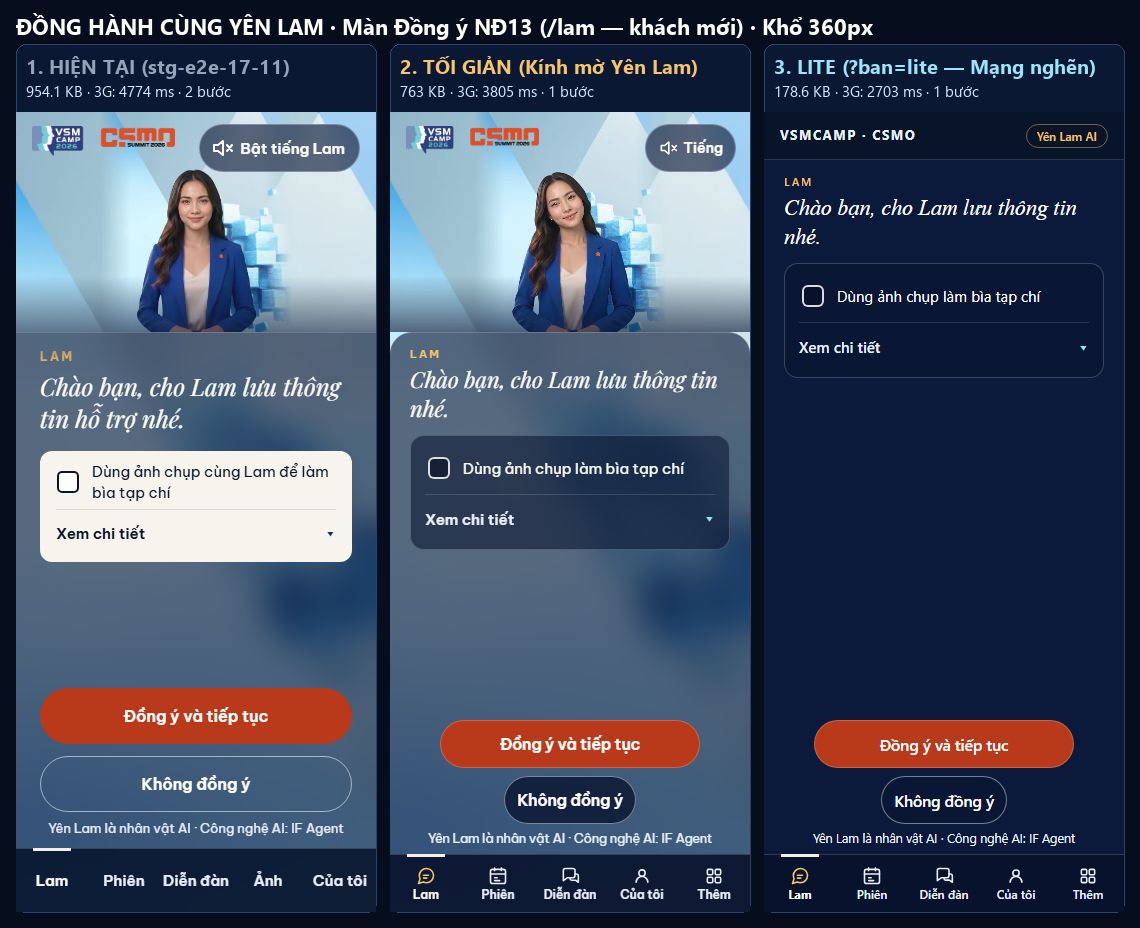 ĐỒNG HÀNH CÙNG YÊN LAM · Màn Đồng ý NĐ13 (/lam — khách mới) · Khổ 360px
1. HIỆN TẠI (stg-e2e-17-11)
954.1 KB · 3G: 4774 ms · 2 bước
VSM
CAMP
2026
CSMO
SUMMIT 2026
Bật tiếng Lam
LAM
Chào bạn, cho Lam lưu thông
tin hỗ trợ nhé.
Dùng ảnh chụp cùng Lam để làm
bìa tạp chí
Xem chi tiết
Đồng ý và tiếp tục
Không đồng ý
Yên Lam là nhân vật AI · Công nghệ AI: IF Agent
Lam
Phiên
Diễn đàn
Ảnh
Của tôi
2. TỐI GIẢN (Kính mờ Yên Lam)
763 KB · 3G: 3805 ms · 1 bước
VSM
CAMP
2026
CSMO
SUMMIT 2026
Tiếng
LAM
Chào bạn, cho Lam lưu thông tin
nhé.
Dùng ảnh chụp làm bìa tạp chí
Xem chi tiết
Đồng ý và tiếp tục
Không đồng ý
Yên Lam là nhân vật AI · Công nghệ AI: IF Agent
Lam
Phiên
Diễn đàn
Của tôi
Thêm
3. LITE (?ban=lite — Mạng nghẽn)
178.6 KB · 3G: 2703 ms · 1 bước
VSMCAMP · CSMO
Yên Lam AI
LAM
Chào bạn, cho Lam lưu thông tin
nhé.
Dùng ảnh chụp làm bìa tạp chí
Xem chi tiết
Đồng ý và tiếp tục
Không đồng ý
Yên Lam là nhân vật AI · Công nghệ AI: IF Agent
Lam
Phiên
Diễn đàn
Của tôi
Thêm